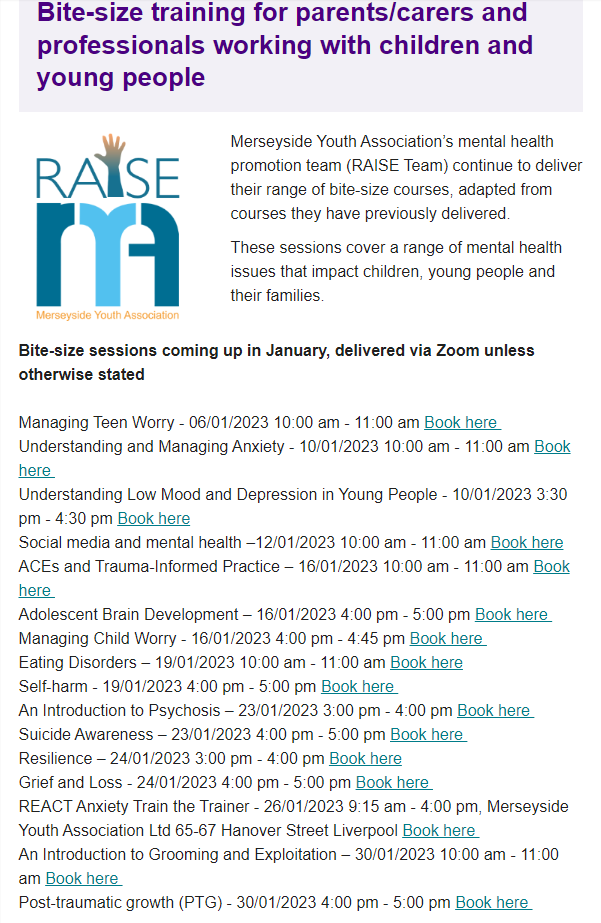 Bite-size training for parents/carers and
professionals working with children and
young people
RAISE
Merseyside Youth Association
Merseyside Youth Association’s mental health
promotion team (RAISE Team) continue to deliver
their range of bite-size courses, adapted from
courses they have previously delivered.
These sessions cover a range of mental health
issues that impact children, young people and
their families.
Bite-size sessions coming up in January, delivered via Zoom unless
otherwise stated
Managing Teen Worry - 06/01/2023 10:00 am - 11:00 am Book here
Understanding and Managing Anxiety - 10/01/2023 10:00 am - 11:00 am Book
here
Understanding Low Mood and Depression in Young People - 10/01/2023 3:30
pm - 4:30 pm Book here
Social media and mental health –12/01/2023 10:00 am - 11:00 am Book here
ACEs and Trauma-Informed Practice – 16/01/2023 10:00 am - 11:00 am Book
here
Adolescent Brain Development – 16/01/2023 4:00 pm - 5:00 pm Book here
Managing Child Worry - 16/01/2023 4:00 pm - 4:45 pm Book here
Eating Disorders – 19/01/2023 10:00 am - 11:00 am Book here
Self-harm - 19/01/2023 4:00 pm - 5:00 pm Book here
An Introduction to Psychosis – 23/01/2023 3:00 pm - 4:00 pm Book here
Suicide Awareness – 23/01/2023 4:00 pm - 5:00 pm Book here
Resilience – 24/01/2023 3:00 pm - 4:00 pm Book here
Grief and Loss - 24/01/2023 4:00 pm - 5:00 pm Book here
REACT Anxiety Train the Trainer - 26/01/2023 9:15 am - 4:00 pm, Merseyside
Youth Association Ltd 65-67 Hanover Street Liverpool Book here
An Introduction to Grooming and Exploitation – 30/01/2023 10:00 am - 11:00
am Book here
Post-traumatic growth (PTG) - 30/01/2023 4:00 pm - 5:00 pm Book here